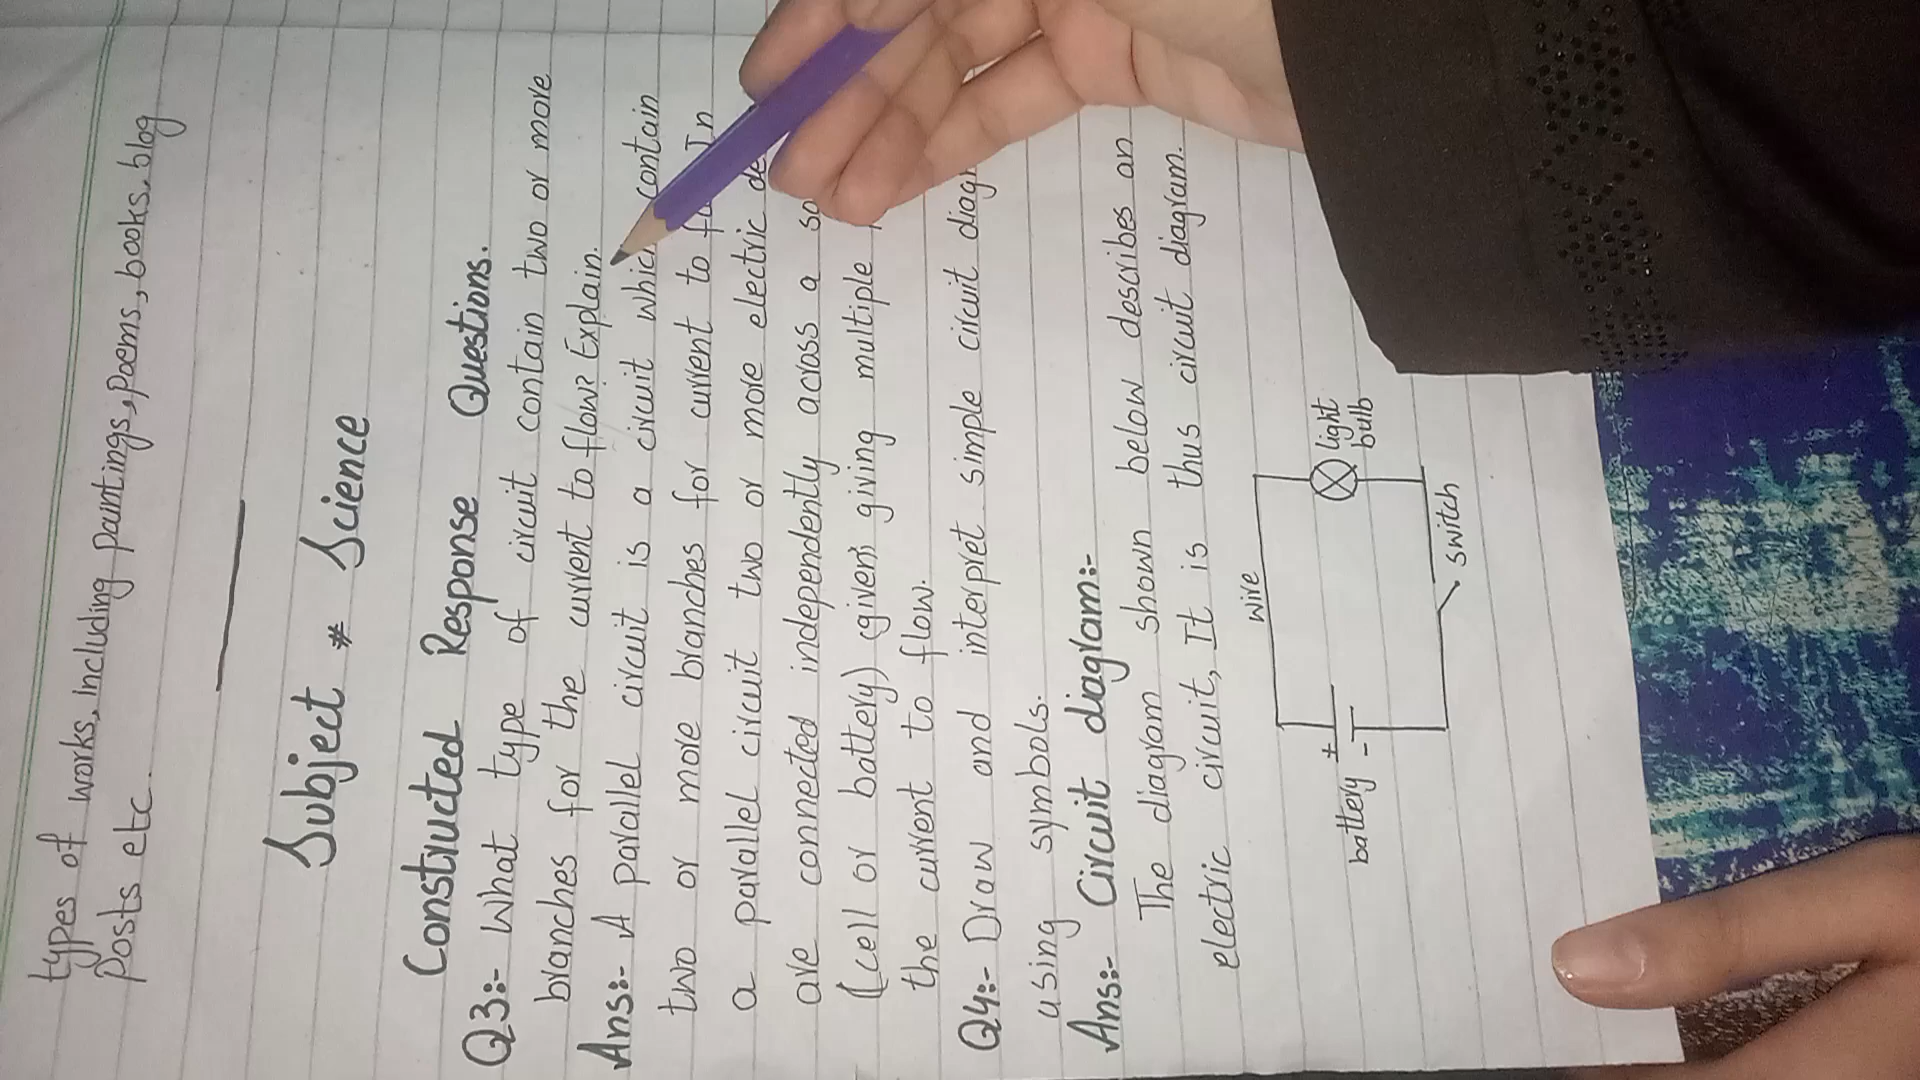 types of works, including paintings, poems, books, blog
Posts etc.
Subject * Science
Constructed Response Questions.
Q3:- What type of circuit contain two or more
branches for the current to flow? Explain.
Ans:- A parallel circuit is a circuit which contain
two or more branches for current to In
a parallel circuit two or more electric
are connected independently across a
(cell or battery) (given) giving multiple
the current to flow.
Q4:- Draw and interpret simple circuit
using symbols.
Ans:- Circuit diagram:-
The diagram shown below describes an
electric circuit, It is thus circuit diagram.
wire
battery + -
light
bulb
switch